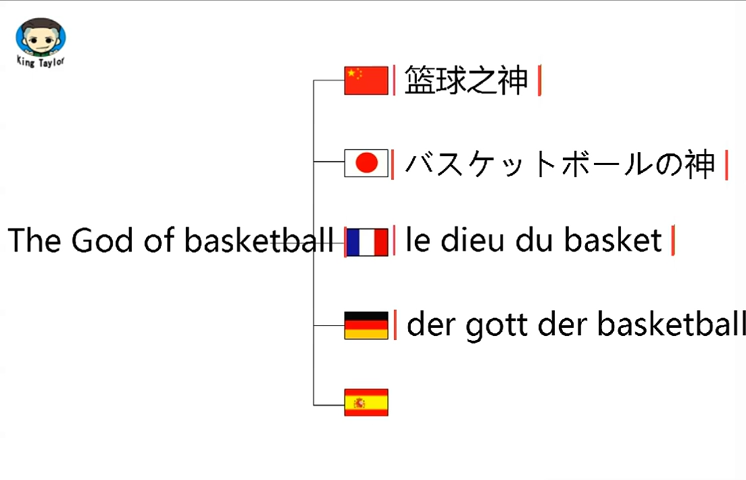 King Taylor
篮球之神
バスケットボールの神
The God of basketball
le dieu du basket
der gott der basketball